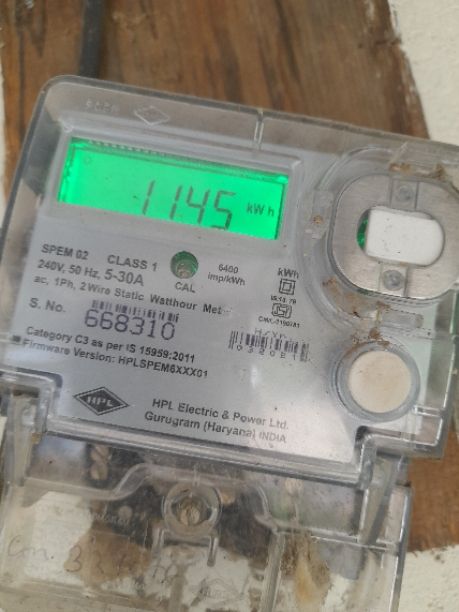 1145 kWh
SPEM 02 CLASS 1
6400 imp/kWh
kWh
240V, 50 Hz, 5-30A CAL
ac, 1Ph, 2 Wire Static Watthour Met
S. No. 668310
Category C3 as per IS 15959:2011
Firmware Version: HPLSPEM6XXX01
HPL
HPL Electric & Power Ltd.
Gurugram (Haryana) INDIA